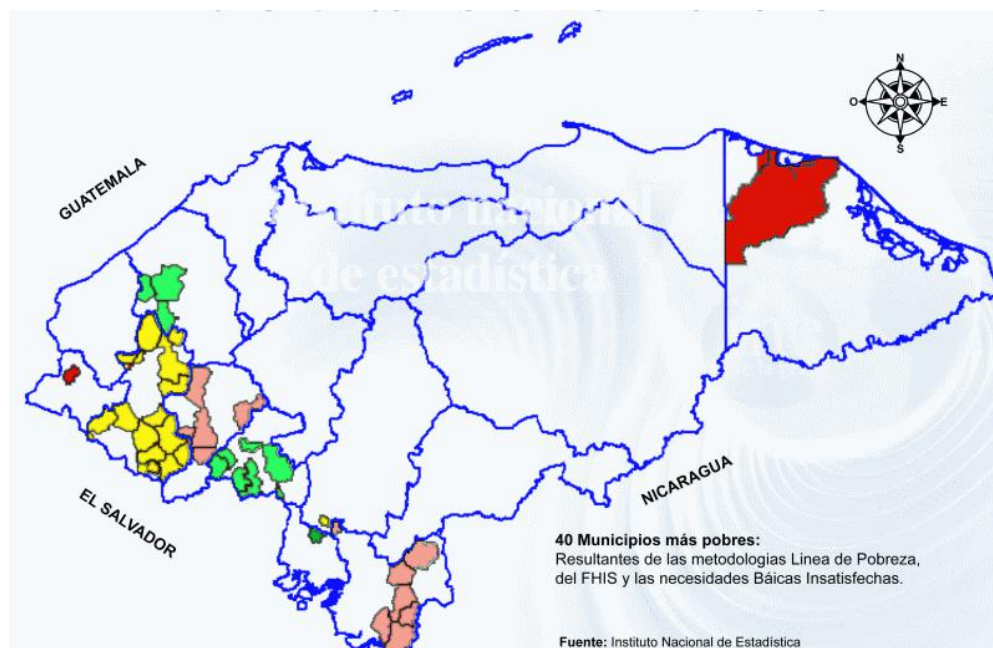 N
O E
S
GUATEMALA
Instituto nacional
de estadística
EL SALVADOR
NICARAGUA
40 Municipios más pobres:
Resultantes de las metodologias Linea de Pobreza,
del FHIS y las necesidades Báicas Insatisfechas.
Fuente: Instituto Nacional de Estadística